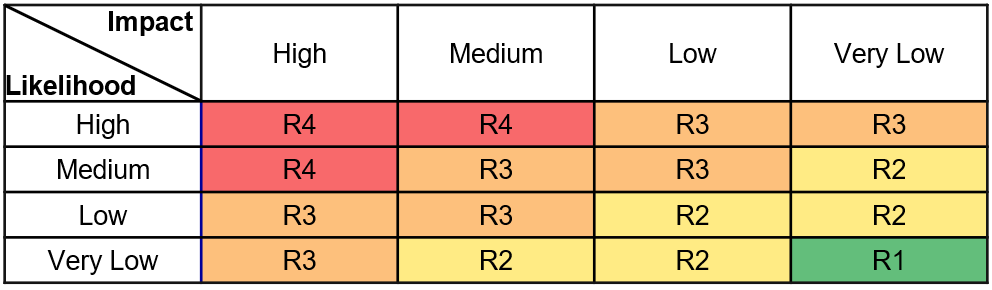 Impact
Likelihood
High Medium Low Very Low
High R4 R4 R3 R3
Medium R4 R3 R3 R2
Low R3 R3 R2 R2
Very Low R3 R2 R2 R1